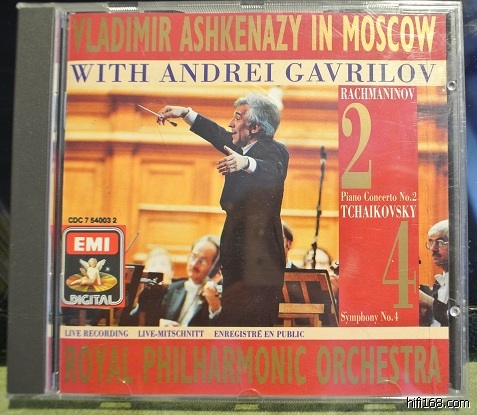 VLADIMIR ASHKENAZY IN MOSCOW
WITH ANDREI GAVRILOV
RACHMANINOV
2
Piano Concerto No.2
TCHAIKOVSKY
4
Symphony No.4
CDC 7 54003 2
EMI
DIGITAL
LIVE RECORDING LIVE-MITSCHNITT ENREGISTRÉ EN PUBLIC
ROYAL PHILHARMONIC ORCHESTRA
hifi168.com